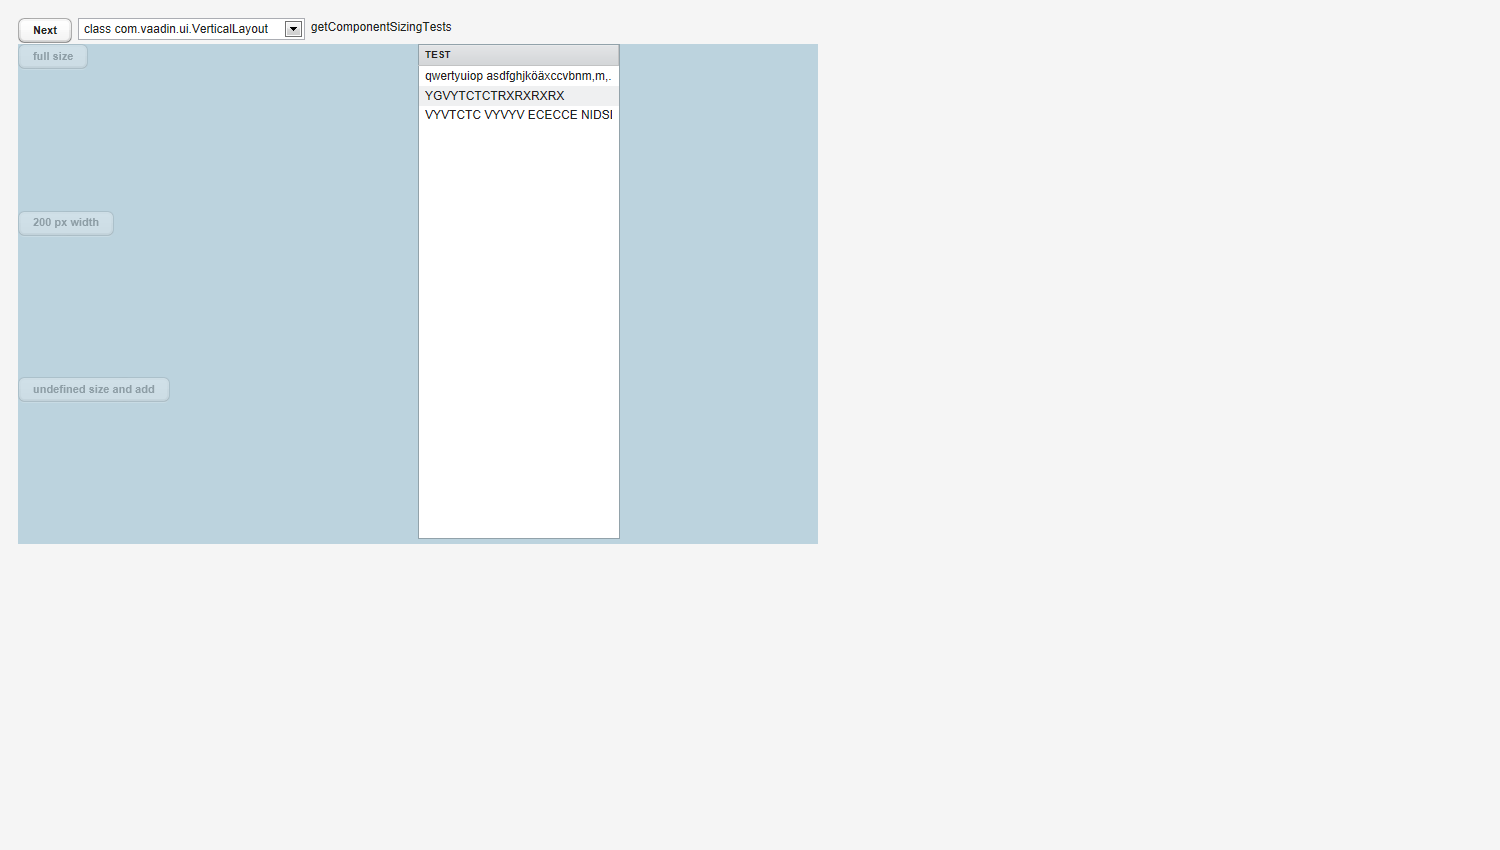 Next
class com.vaadin.ui.VerticalLayout
getComponentSizingTests
full size
200 px width
undefined size and add
TEST
qwertyuiop asdfghjköäxccvbnm,m,.
YGVYTCTCTRXRXRXRX
VYVTCTC VYVYV ECECCE NIDSI